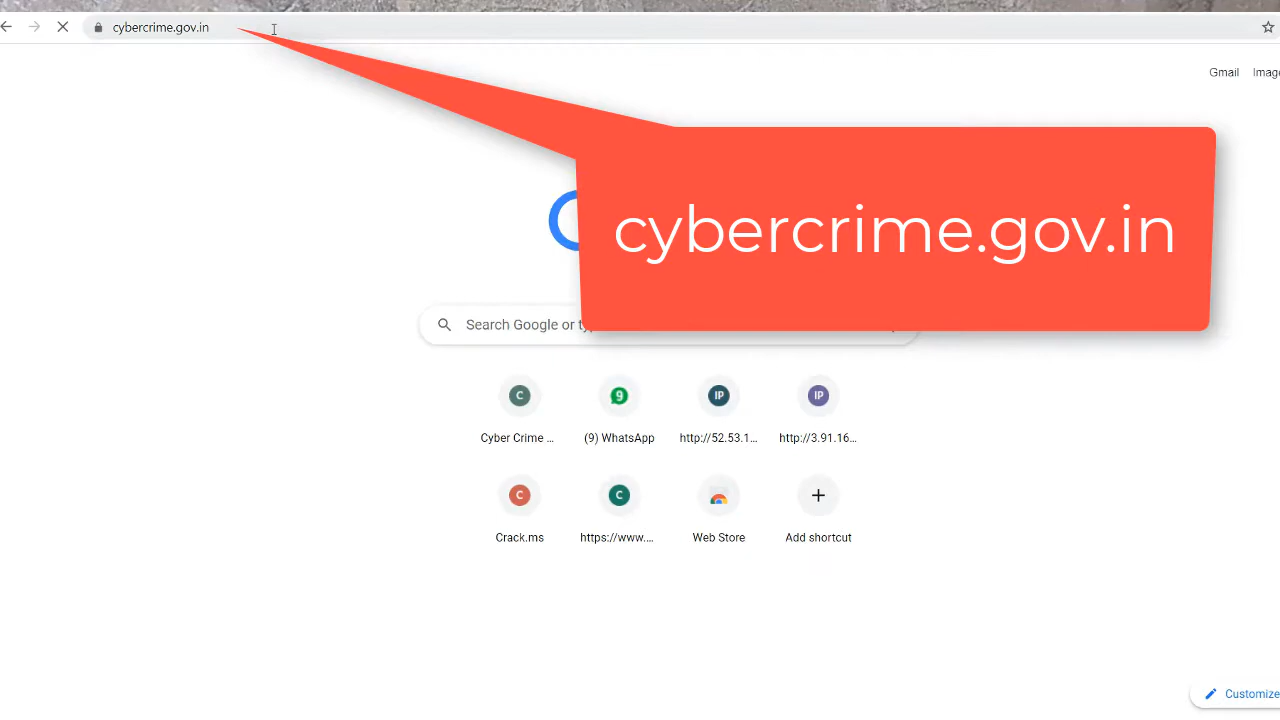 cybercrime.gov.in
Gmail Image
cybercrime.gov.in
Search Google or ty
C 9 IP IP
Cyber Crime ... (9) WhatsApp http://52.53.1... http://3.91.16...
C C
Crack.ms https://www.... Web Store Add shortcut
Customize